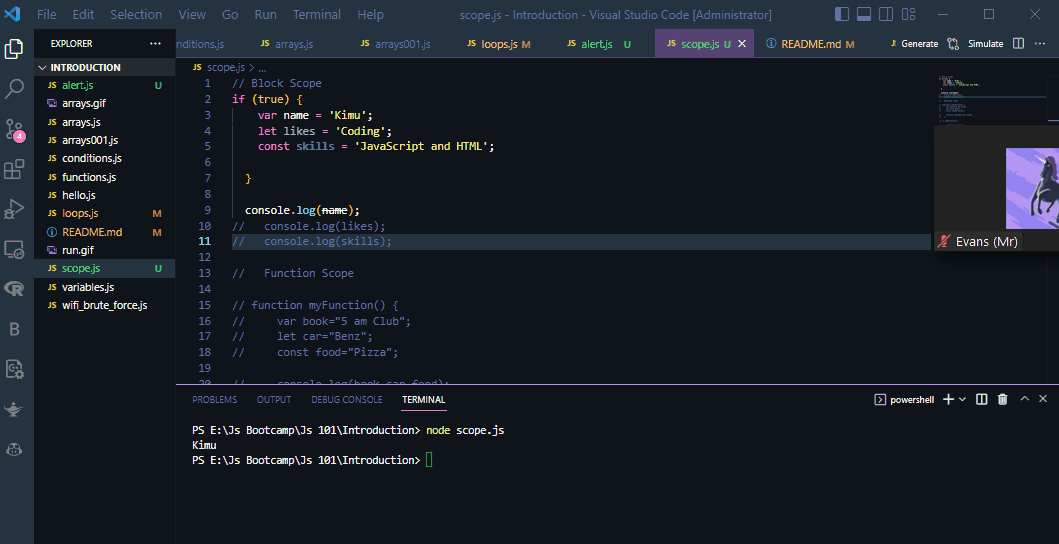 File Edit Selection View Go Run Terminal Help scope.js - Introduction - Visual Studio Code [Administrator]
EXPLORER ···
nditions.js JS arrays.js JS arrays001.js JS loops.js M JS alert.js U JS scope.js U × README.md M Generate Simulate
INTRODUCTION
JS alert.js U
arrays.gif
JS arrays.js
JS arrays001.js
JS conditions.js
JS functions.js
JS hello.js
JS loops.js M
README.md M
run.gif
JS scope.js U
JS variables.js
JS wifi_brute_force.js
4
R
B
JS scope.js > ...
1 // Block Scope
2 if (true) {
3 var name = 'Kimu';
4 let likes = 'Coding';
5 const skills = 'JavaScript and HTML';
6
7 }
8
9 console.log(name);
10 // console.log(likes);
11 // console.log(skills);
12
13 // Function Scope
14
15 // function myFunction() {
16 // var book="5 am Club";
17 // let car="Benz";
18 // const food="Pizza";
19
20 // console.log(book,car,food);
Evans (Mr)
PROBLEMS OUTPUT DEBUG CONSOLE TERMINAL powershell
PS E:\Js Bootcamp\Js 101\Introduction> node scope.js
Kimu
PS E:\Js Bootcamp\Js 101\Introduction>